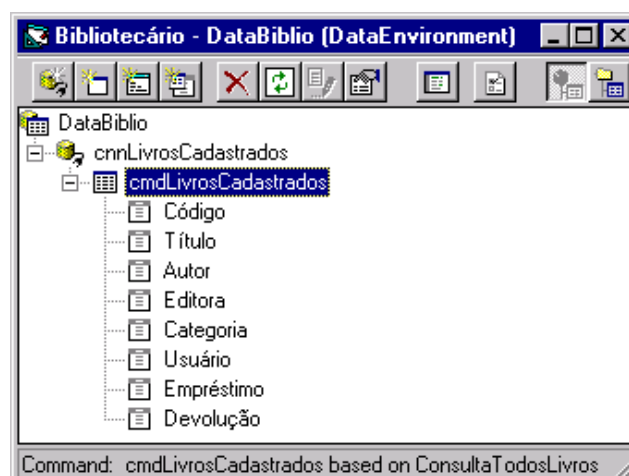 Bibliotecário - DataBiblio (DataEnvironment)
DataBiblio
cnnLivrosCadastrados
cmdLivrosCadastrados
Código
Título
Autor
Editora
Categoria
Usuário
Empréstimo
Devolução
Command: cmdLivrosCadastrados based on ConsultaTodosLivros